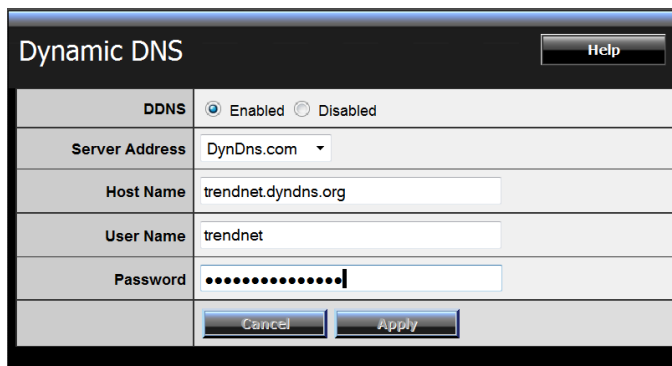 Dynamic DNS Help
DDNS Enabled Disabled
Server Address DynDns.com
Host Name trendnet.dyndns.org
User Name trendnet
Password •••••••••••••••
Cancel Apply